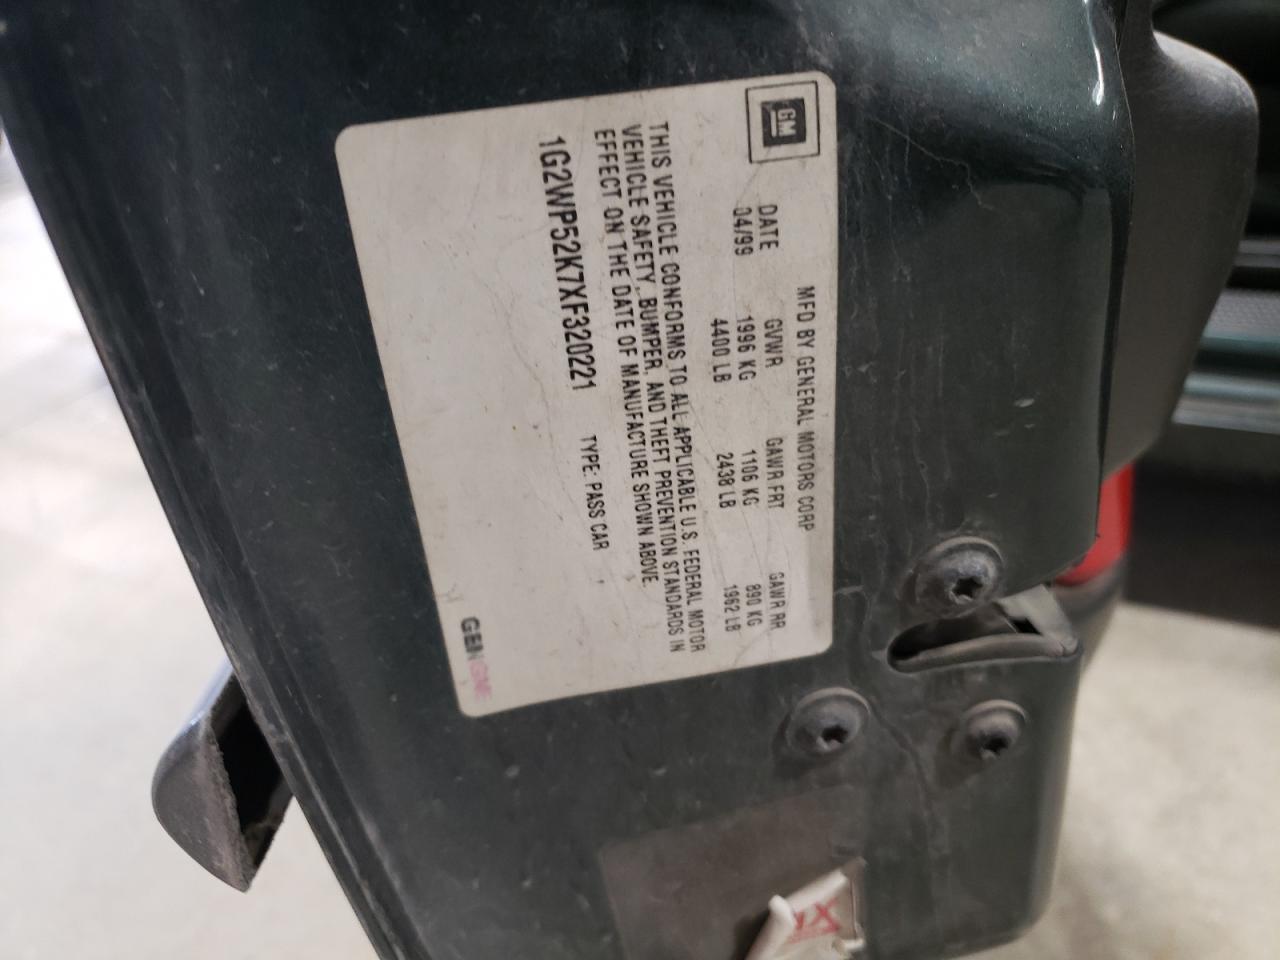 GM
MFD BY GENERAL MOTORS CORP
DATE GVWR GAWR FRT GAWR RR
04/99 1996 KG 1106 KG 890 KG
4400 LB 2438 LB 1962 LB
THIS VEHICLE CONFORMS TO ALL APPLICABLE U.S. FEDERAL MOTOR
VEHICLE SAFETY, BUMPER, AND THEFT PREVENTION STANDARDS IN
EFFECT ON THE DATE OF MANUFACTURE SHOWN ABOVE.
1G2WP52K7XF320221 TYPE: PASS CAR